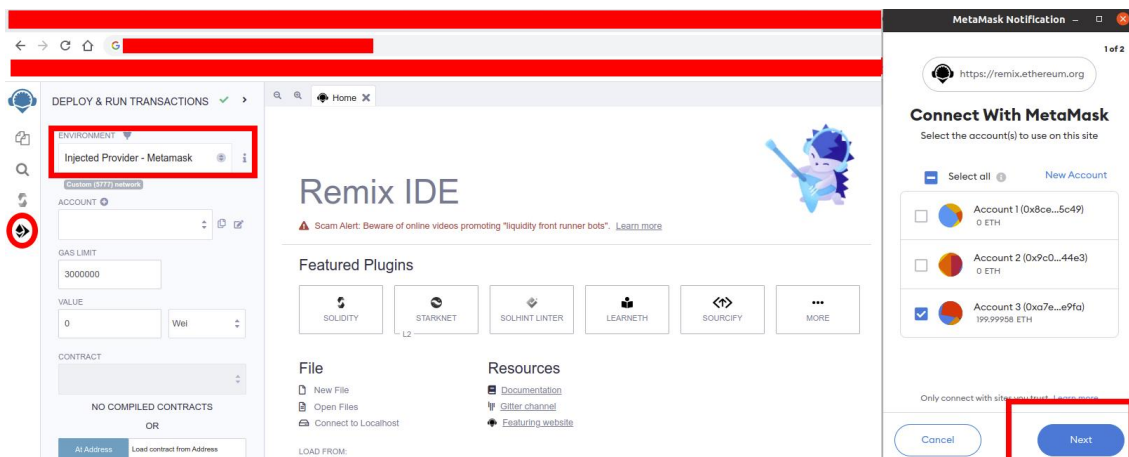 MetaMask Notification
1 of 2
https://remix.ethereum.org
Connect With MetaMask
Select the account(s) to use on this site
Select all
New Account
Account 1 (0x8ce...5c49)
0 ETH
Account 2 (0x9c0...44e3)
0 ETH
Account 3 (0xa7e...e9fa)
199.99958 ETH
Only connect with sites you trust. Learn more
Cancel
Next
DEPLOY & RUN TRANSACTIONS
ENVIRONMENT
Injected Provider - Metamask
Custom (5777) network
ACCOUNT
GAS LIMIT
3000000
VALUE
0
Wei
CONTRACT
NO COMPILED CONTRACTS
OR
At Address
Load contract from Address
Home
Remix IDE
Scam Alert: Beware of online videos promoting "liquidity front runner bots". Learn more
Featured Plugins
SOLIDITY
STARKNET
L2
SOLHINT LINTER
LEARNETH
SOURCIFY
MORE
File
New File
Open Files
Connect to Localhost
LOAD FROM:
Resources
Documentation
Gitter channel
Featuring website